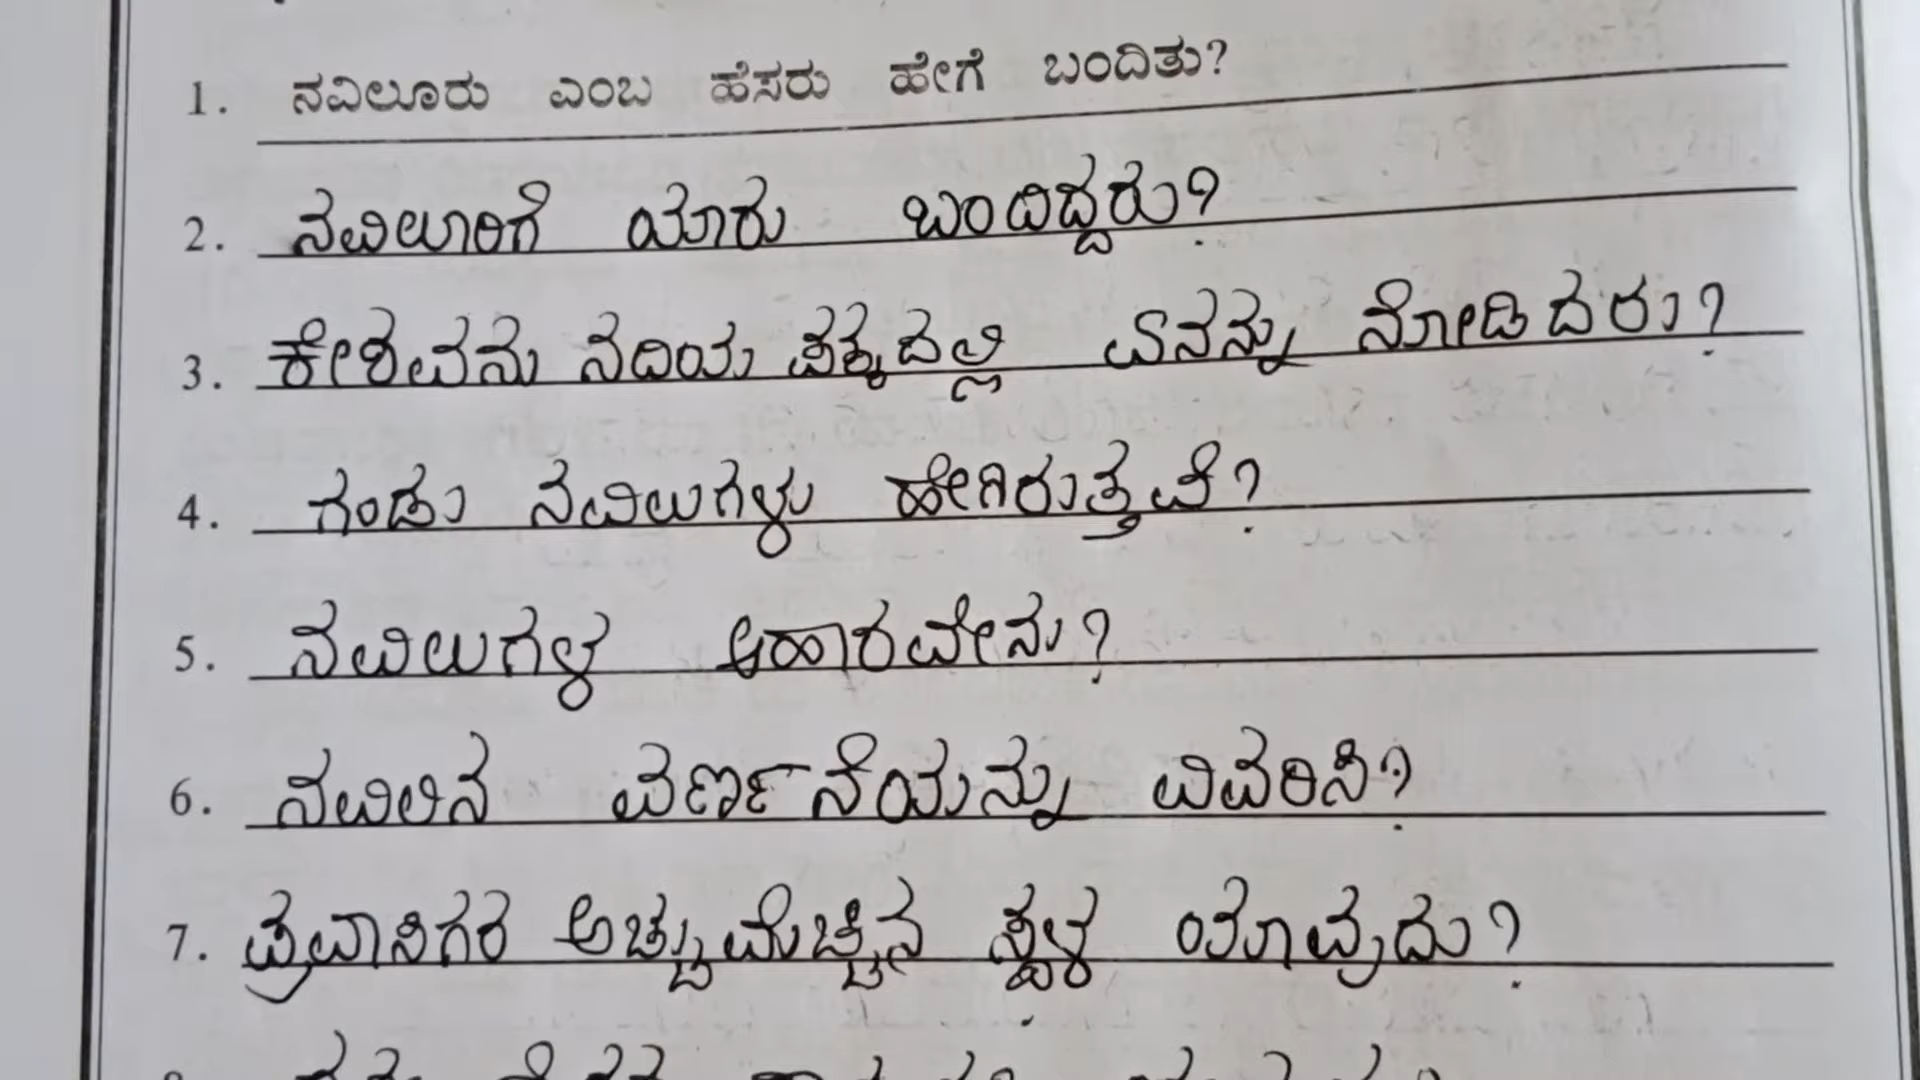 1. ನವಿಲೂರು ಎಂಬ ಹೆಸರು ಹೇಗೆ ಬಂದಿತು?
2. ನವಿಲೂರಿಗೆ ಯಾರು ಬಂದಿದ್ದರು?
3. ಕೇಶವನು ನದಿಯ ಪಕ್ಕದಲ್ಲಿ ಏನನ್ನು ನೋಡಿದರು?
4. ಗಂಡು ನವಿಲುಗಳು ಹೇಗಿರುತ್ತವೆ?
5. ನವಿಲುಗಳ ಆಹಾರವೇನು?
6. ನವಿಲಿನ ವರ್ಣನೆಯನ್ನು ವಿವರಿಸಿ?
7. ಪ್ರವಾಸಿಗರ ಅಚ್ಚುಮೆಚ್ಚಿನ ಸ್ಥಳ ಯಾವುದು?